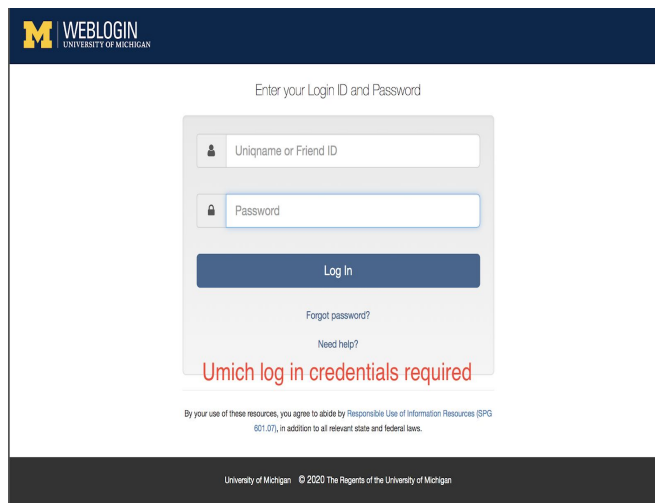 M WEBLOGIN
UNIVERSITY OF MICHIGAN
Enter your Login ID and Password
Uniqname or Friend ID
Password
Log In
Forgot password?
Need help?
Umich log in credentials required
By your use of these resources, you agree to abide by Responsible Use of Information Resources (SPG
601.07), in addition to all relevant state and federal laws.
University of Michigan © 2020 The Regents of the University of Michigan